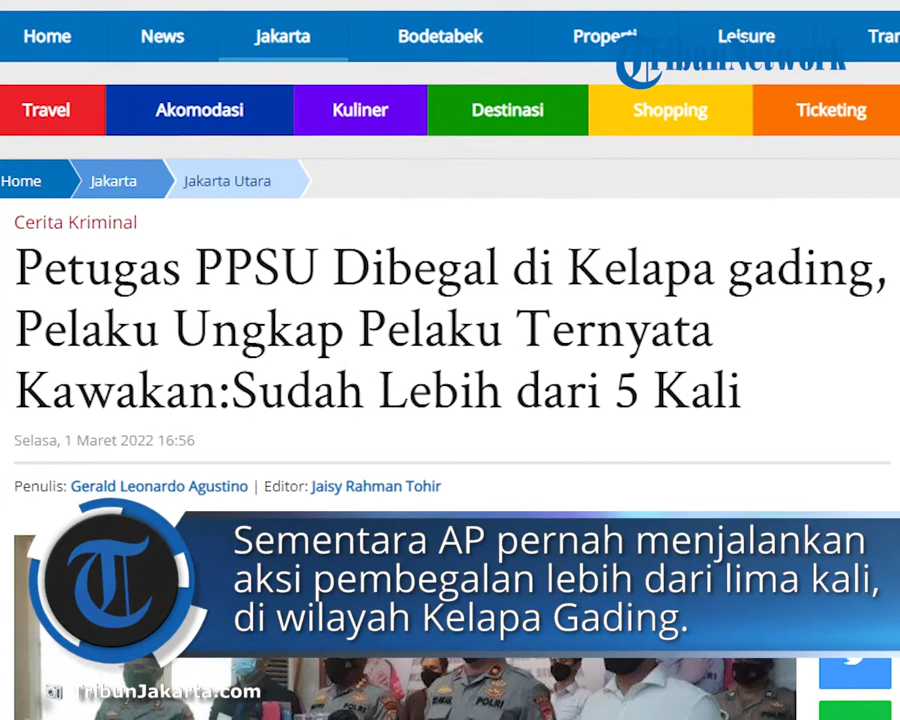 Home News Jakarta Bodetabek Properti Leisure
TribunNetwork
Travel Akomodasi Kuliner Destinasi Shopping Ticketing
Home Jakarta Jakarta Utara
Cerita Kriminal
Petugas PPSU Dibegal di Kelapa gading,
Pelaku Ungkap Pelaku Ternyata
Kawakan:Sudah Lebih dari 5 Kali
Selasa, 1 Maret 2022 16:56
Penulis: Gerald Leonardo Agustino | Editor: Jaisy Rahman Tohir
Sementara AP pernah menjalankan
aksi pembegalan lebih dari lima kali,
di wilayah Kelapa Gading.
TribunJakarta.com
POLRI